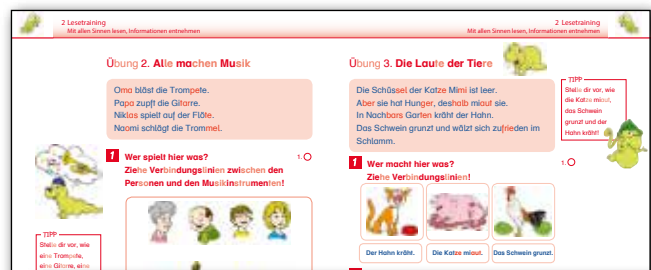 2 Lesetraining
Mit allen Sinnen lesen, Informationen entnehmen
Übung 2. Alle machen Musik
Oma bläst die Trompete.
Papa zupft die Gitarre.
Niklas spielt auf der Flöte.
Naomi schlägt die Trommel.
1 Wer spielt hier was?
1.
Ziehe Verbindungslinien zwischen den
Personen und den Musikinstrumenten!
TIPP
Stelle dir vor, wie
eine Trompete,
eine Gitarre, eine
2 Lesetraining
Mit allen Sinnen lesen, Informationen entnehmen
Übung 3. Die Laute der Tiere
Die Schüssel der Katze Mimi ist leer.
Aber sie hat Hunger, deshalb miaut sie.
In Nachbars Garten kräht der Hahn.
Das Schwein grunzt und wälzt sich zufrieden im
Schlamm.
TIPP
Stelle dir vor, wie
die Katze miaut,
das Schwein
grunzt und der
Hahn kräht!
1 Wer macht hier was?
1.
Ziehe Verbindungslinien!
Der Hahn kräht.
Die Katze miaut.
Das Schwein grunzt.